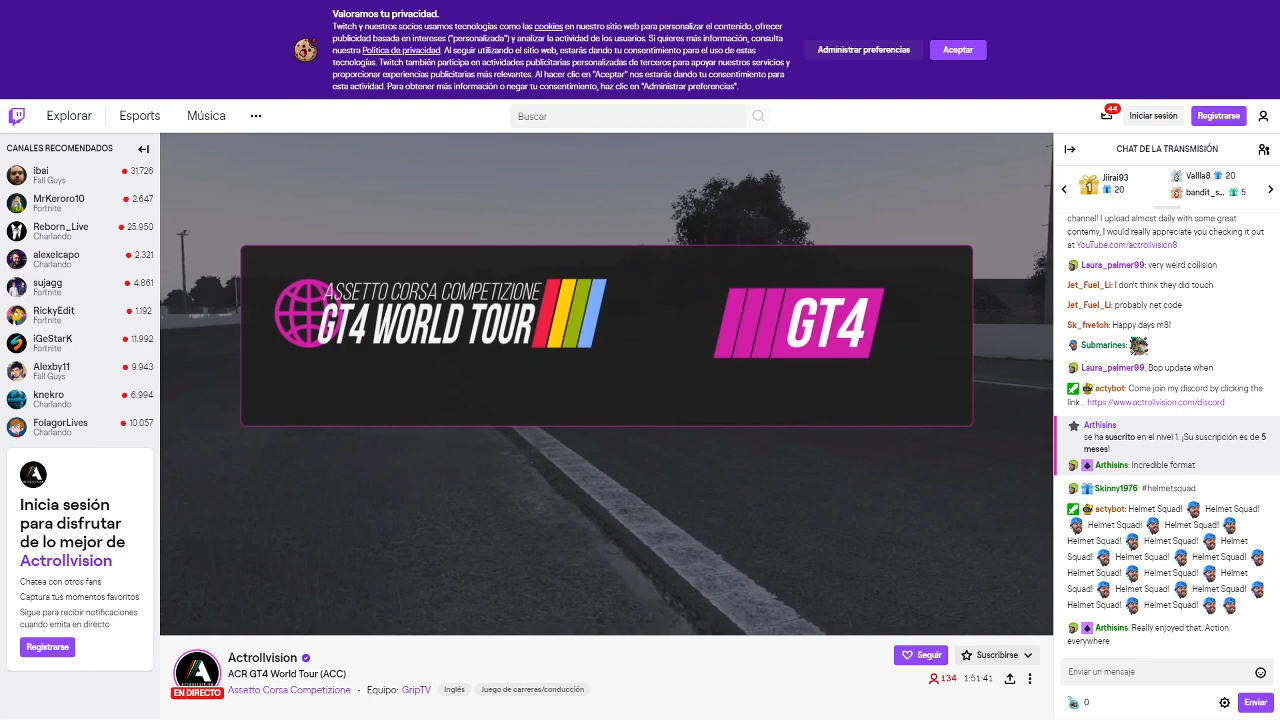 Valoramos tu privacidad.
Twitch y nuestros socios usamos tecnologías como las cookies en nuestro sitio web para personalizar el contenido, ofrecer
publicidad basada en intereses ("personalizada") y analizar la actividad de los usuarios. Si quieres más información, consulta
nuestra Política de privacidad. Al seguir utilizando el sitio web, estarás dando tu consentimiento para el uso de estas
tecnologías. Twitch también participa en actividades publicitarias personalizadas de terceros para apoyar nuestros servicios y
proporcionar experiencias publicitarias más relevantes. Al hacer clic en "Aceptar" nos estarás dando tu consentimiento para
esta actividad. Para obtener más información o negar tu consentimiento, haz clic en "Administrar preferencias".
Administrar preferencias
Aceptar
Explorar
Esports
Música
Buscar
44
Iniciar sesión
Registrarse
CANALES RECOMENDADOS
ibai 31.726
Fall Guys
MrKeroro10 2.647
Fortnite
Reborn_Live 25.950
Charlando
alexelcapo 2.321
Charlando
sujagg 4.861
Fortnite
RickyEdit 1.192
Fortnite
iGeStarK 11.992
Fortnite
Alexby11 9.943
Fall Guys
knekro 6.994
Charlando
FolagorLives 10.057
Charlando
Inicia sesión
para disfrutar
de lo mejor de
Actrollvision
Chatea con otros fans
Captura tus momentos favoritos
Sigue para recibir notificaciones
cuando emita en directo
Registrarse
ASSETTO CORSA COMPETIZIONE
GT4 WORLD TOUR
GT4
EN DIRECTO
Actrollvision
ACR GT4 World Tour (ACC)
Assetto Corsa Competizione · Equipo: GripTV Inglés Juego de carreras/conducción
Seguir
Suscribirse
134 1:51:41
CHAT DE LA TRANSMISIÓN
1
Jiirai93
20
Vallla8 20
bandit_s... 5
channel! I upload almost daily with some great
contemy, I would really appreciate you checking it out
at YouTube.com/actrollvision8
Laura_palmer99: very weird collision
Jet_Fuel_Li: I don't think they did touch
Jet_Fuel_Li: probably net code
Sk_fivefoh: Happy days m8!
Submarines:
Laura_palmer99: Bop update when
actybot: Come join my discord by clicking the
link... https://www.actrollvision.com/discord
Arthisins
se ha suscrito en el nivel 1. ¡Su suscripción es de 5
meses!
Arthisins: Incredible format
Skinny1976: #helmetsquad
actybot: Helmet Squad! Helmet Squad!
Helmet Squad! Helmet Squad!
Helmet Squad! Helmet Squad! Helmet
Squad! Helmet Squad! Helmet Squad!
Helmet Squad! Helmet Squad! Helmet
Squad! Helmet Squad! Helmet Squad!
Helmet Squad! Helmet Squad!
Arthisins: Really enjoyed that. Action
everywhere
Enviar un mensaje
0
Enviar